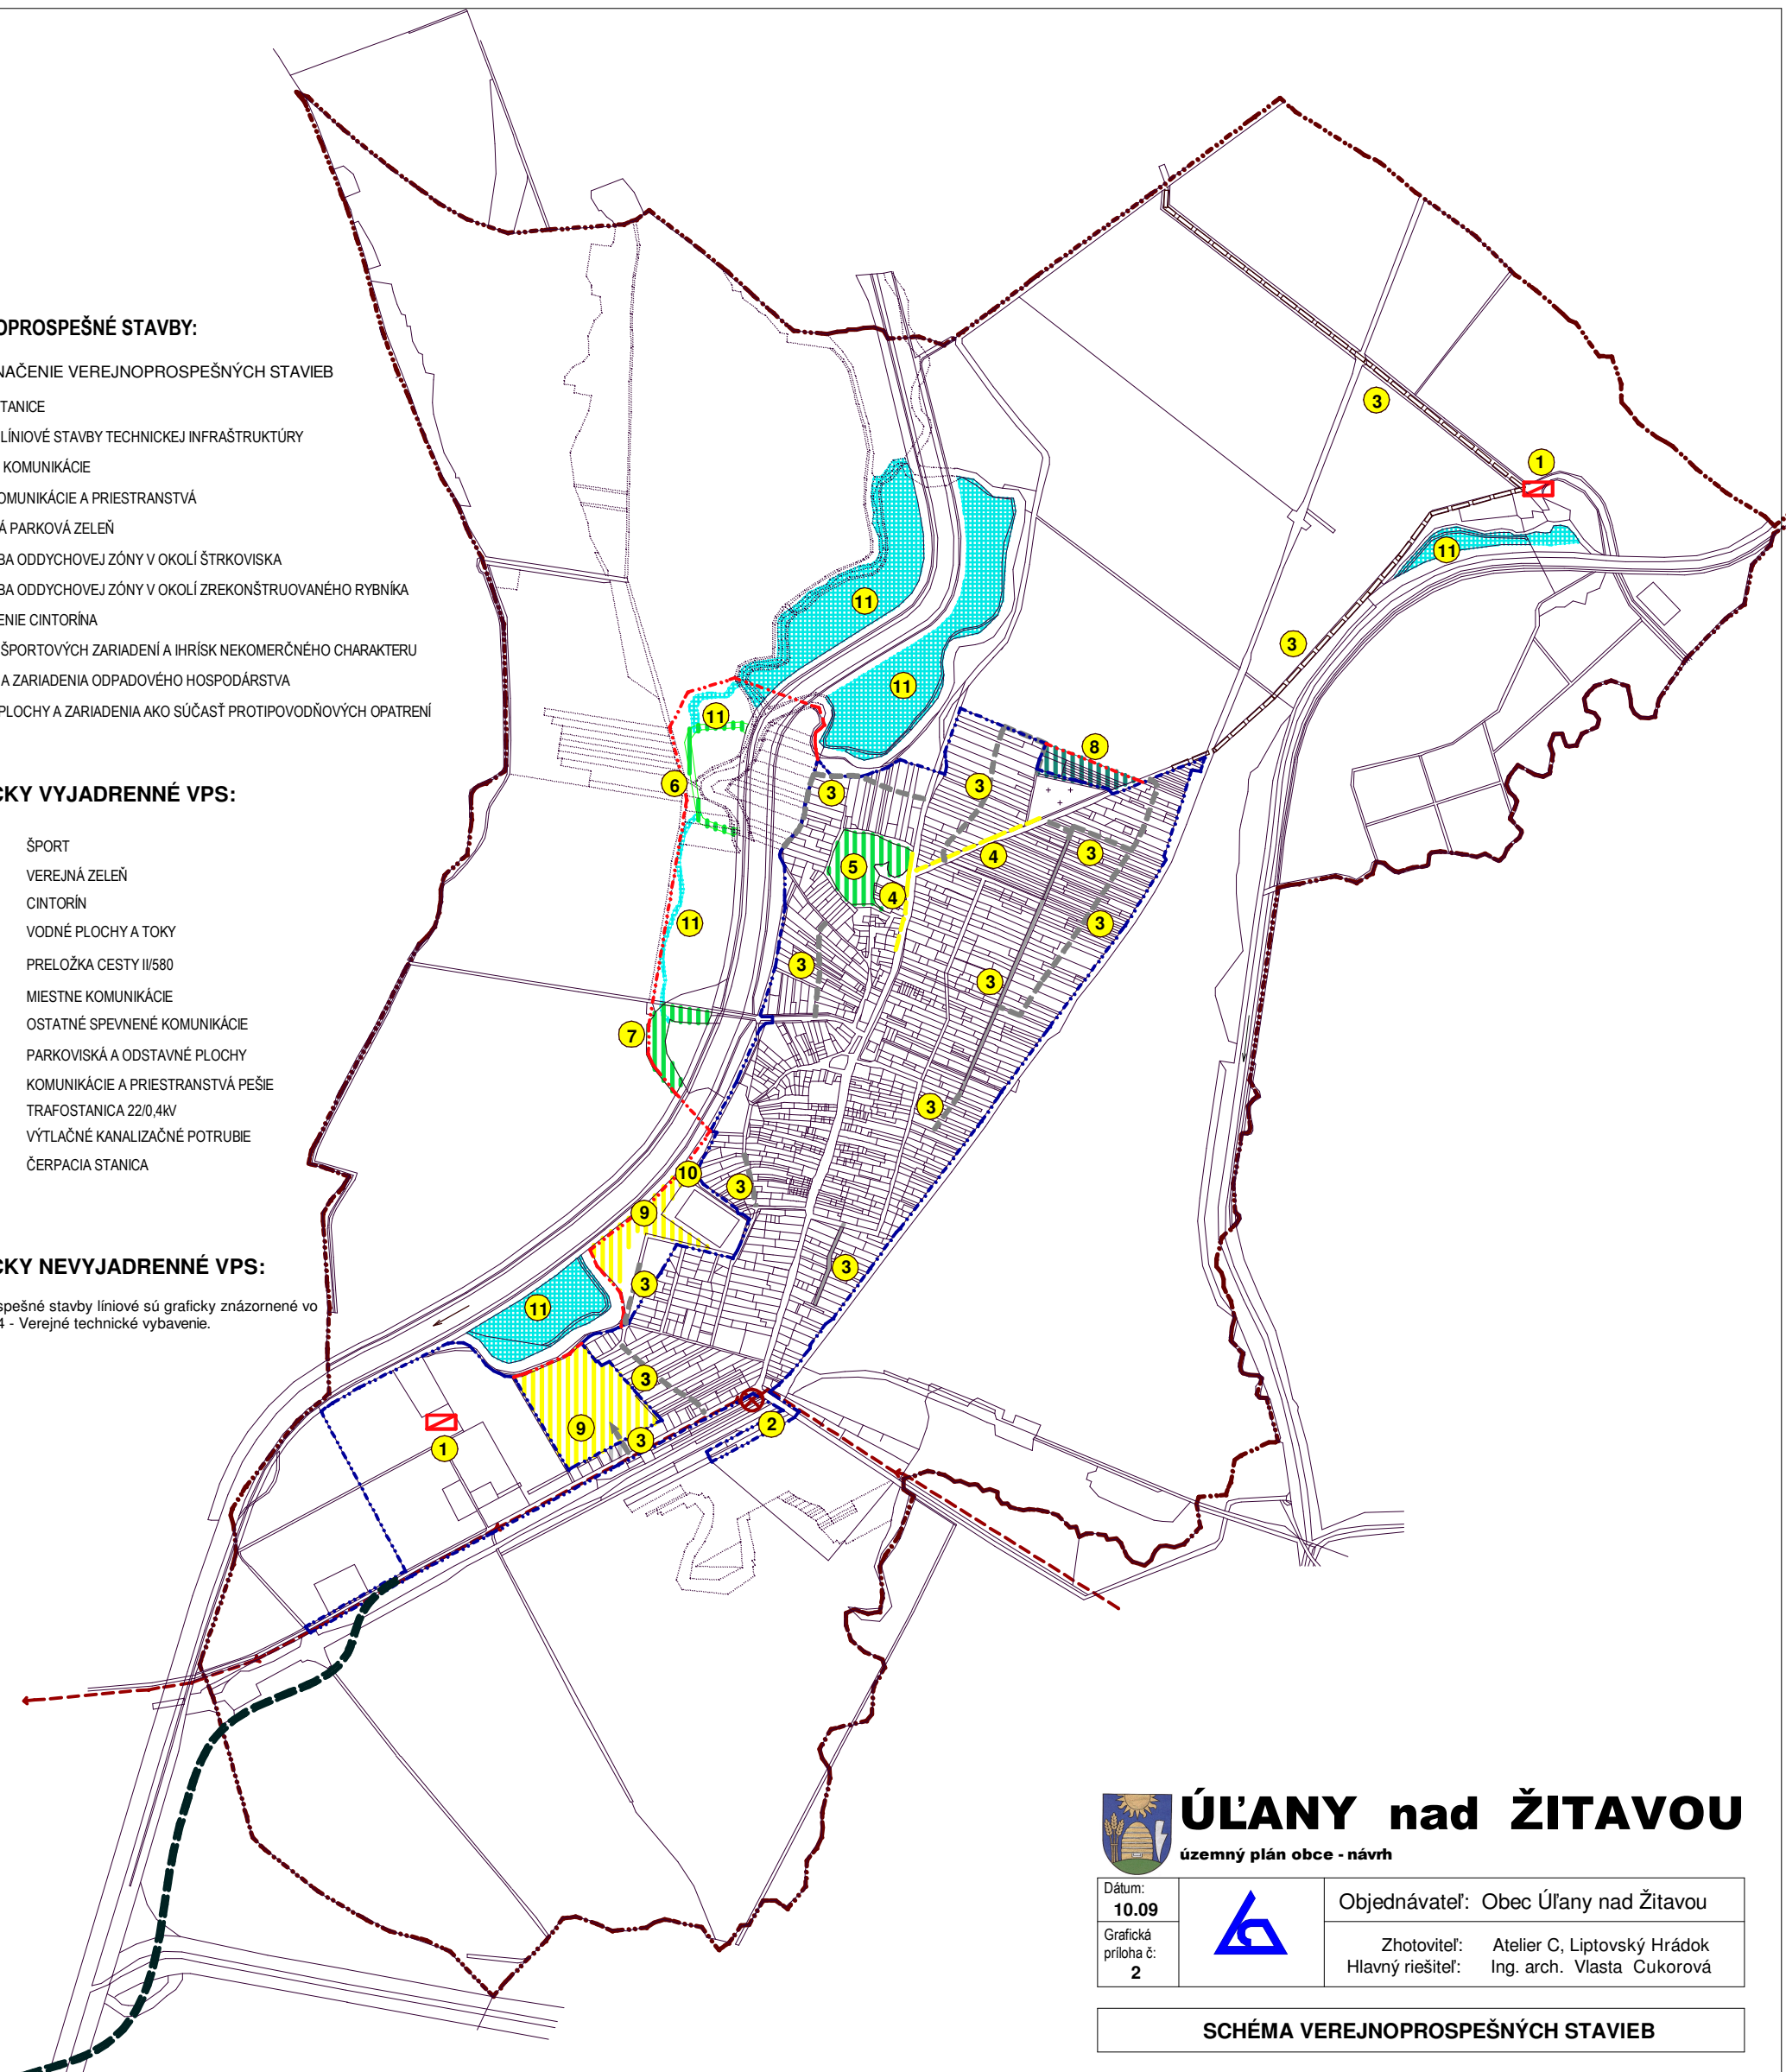 OPROSPEŠNÉ STAVBY:
NAČENIE VEREJNOPROSPEŠNÝCH STAVIEB
TANICE
LÍNIOVÉ STAVBY TECHNICKEJ INFRAŠTRUKTÚRY
KOMUNIKÁCIE
OMUNIKÁCIE A PRIESTRANSTVÁ
Á PARKOVÁ ZELEŇ
BA ODDYCHOVEJ ZÓNY V OKOLÍ ŠTRKOVISKA
BA ODDYCHOVEJ ZÓNY V OKOLÍ ZREKONŠTRUOVANÉHO RYBNÍKA
ENIE CINTORÍNA
ŠPORTOVÝCH ZARIADENÍ A IHRÍSK NEKOMERČNÉHO CHARAKTERU
A ZARIADENIA ODPADOVÉHO HOSPODÁRSTVA
PLOCHY A ZARIADENIA AKO SÚČASŤ PROTIPOVODŇOVÝCH OPATRENÍ
CKY VYJADRENNÉ VPS:
ŠPORT
VEREJNÁ ZELEŇ
CINTORÍN
VODNÉ PLOCHY A TOKY
PRELOŽKA CESTY II/580
MIESTNE KOMUNIKÁCIE
OSTATNÉ SPEVNENÉ KOMUNIKÁCIE
PARKOVISKÁ A ODSTAVNÉ PLOCHY
KOMUNIKÁCIE A PRIESTRANSTVÁ PEŠIE
TRAFOSTANICA 22/0,4kV
VÝTLAČNÉ KANALIZAČNÉ POTRUBIE
ČERPACIA STANICA
CKY NEVYJADRENNÉ VPS:
spešné stavby líniové sú graficky znázornené vo
4 - Verejné technické vybavenie.
3
1
11
3
11
11
11
8
6
3
3
4
3
5
4
11
3
3
3
7
3
10
3
9
3
3
11
3
9
3
2
1
ÚĽANY nad ŽITAVOU
územný plán obce - návrh
Dátum:
10.09
Grafická
príloha č:
2
Objednávateľ: Obec Úľany nad Žitavou
Zhotoviteľ: Atelier C, Liptovský Hrádok
Hlavný riešiteľ: Ing. arch. Vlasta Cukorová
SCHÉMA VEREJNOPROSPEŠNÝCH STAVIEB